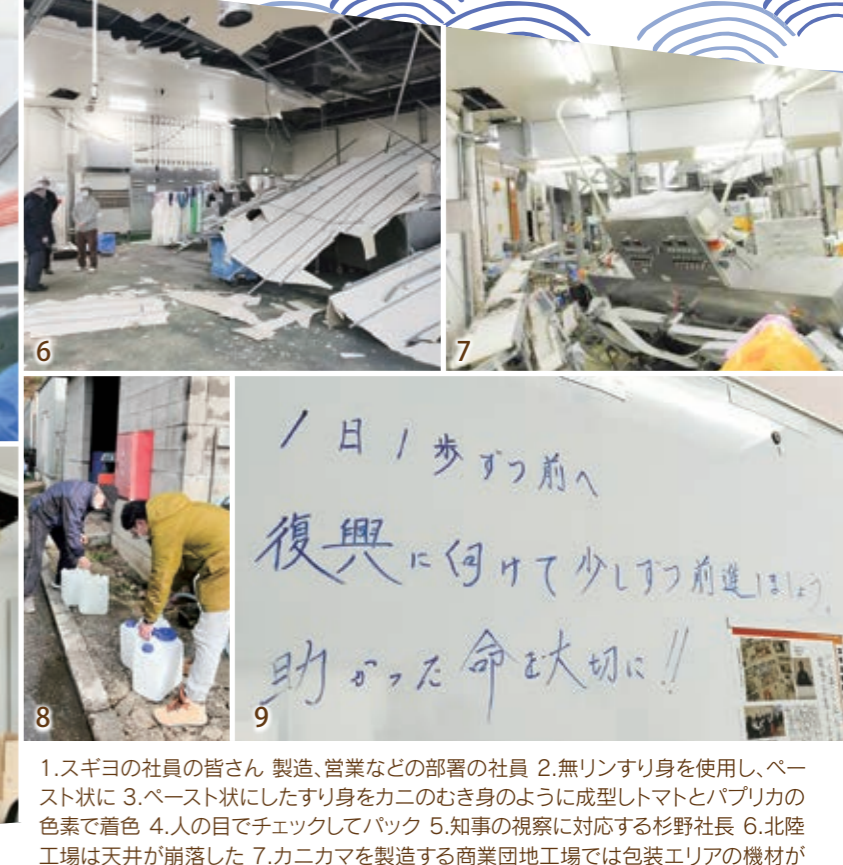 6
7
8
9
1日1歩ずつ前へ
復興に向けて少しずつ前進しましょう。
助かった命を大切に!!
1.スギヨの社員の皆さん 製造、営業などの部署の社員 2.無リンすり身を使用し、ペー
スト状に 3.ペースト状にしたすり身をカニのむき身のように成型しトマトとパプリカの
色素で着色 4.人の目でチェックしてパック 5.知事の視察に対応する杉野社長 6.北陸
工場は天井が崩落した 7.カニカマを製造する商業団地工場では包装エリアの機材が